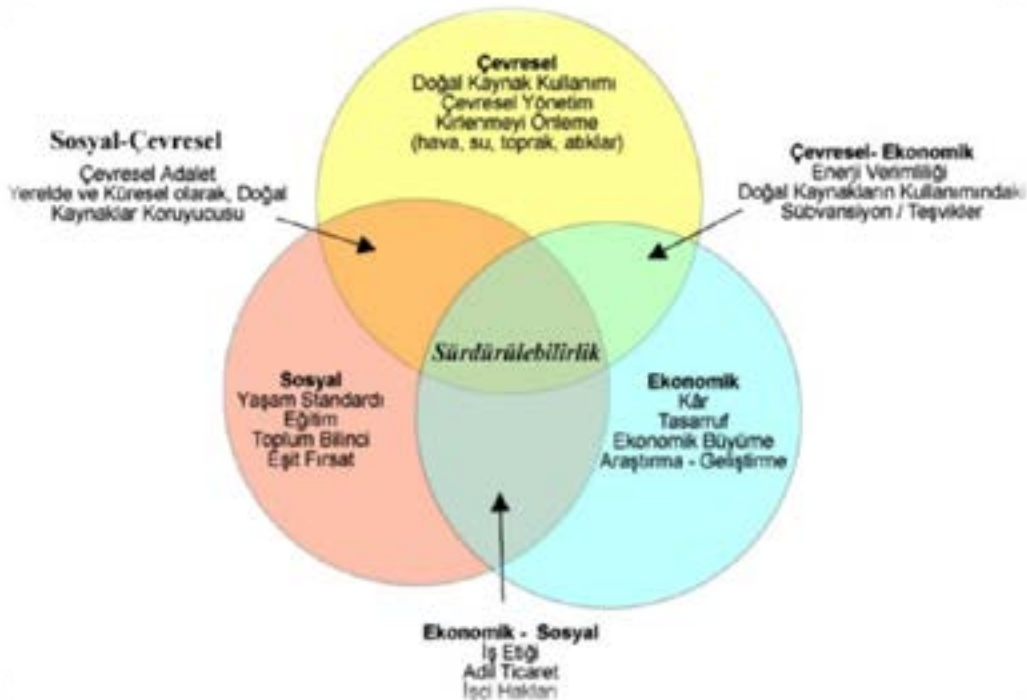 Çevresel
Doğal Kaynak Kullanımı
Çevresel Yönetim
Kirlenmeyi Önleme
(hava, su, toprak, atıklar)
Sosyal-Çevresel
Çevresel Adalet
Yerelde ve Küresel olarak, Doğal
Kaynaklar Koruyucusu
Çevresel- Ekonomik
Enerji Verimliliği
Doğal Kaynakların Kullanımındaki
Sübvansiyon / Teşvikler
Sürdürülebilirlik
Sosyal
Yaşam Standardı
Eğitim
Toplum Bilinci
Eşit Fırsat
Ekonomik
Kâr
Tasarruf
Ekonomik Büyüme
Araştırma - Geliştirme
Ekonomik - Sosyal
İş Etiği
Adil Ticaret
İşçi Hakları